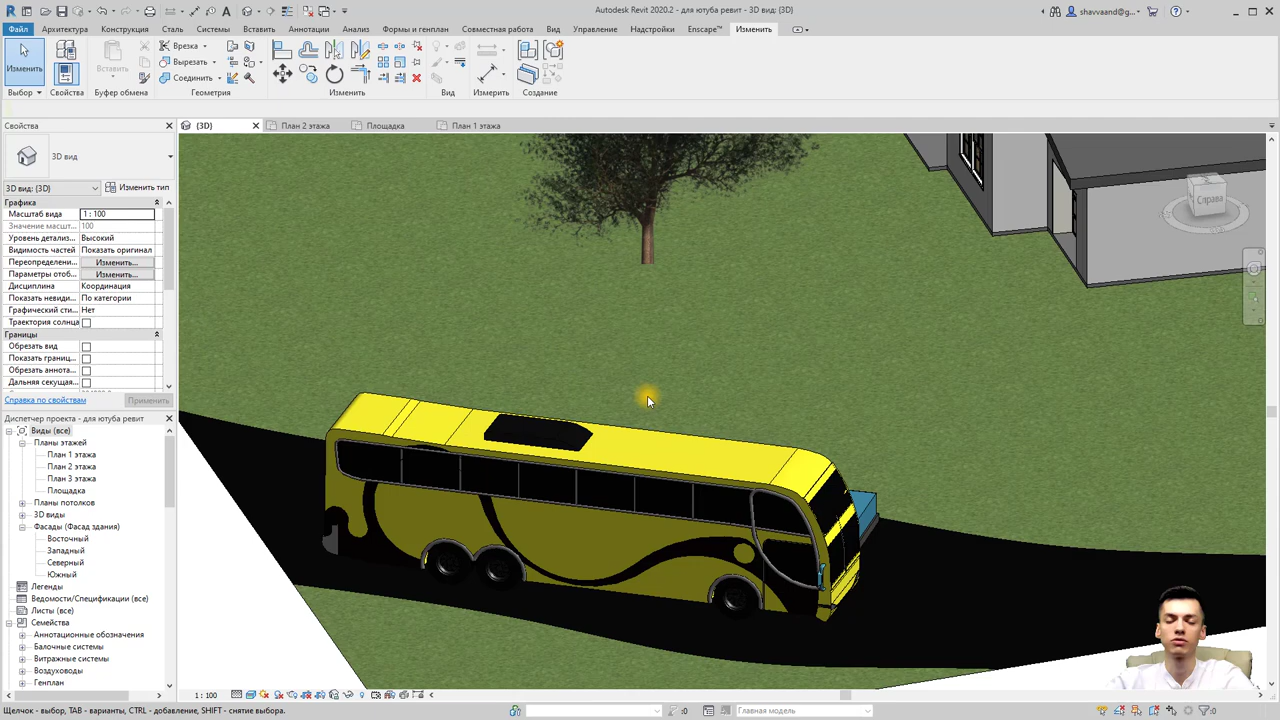 Autodesk Revit 2020.2 - для ютуба ревит - 3D вид: {3D}
shavvaand@g...
Файл Архитектура Конструкция Сталь Системы Вставить Аннотации Анализ Формы и генплан Совместная работа Вид Управление Надстройки Enscape™ Изменить
Изменить
Вставить
Врезка
Вырезать
Соединить
Выбор Свойства Буфер обмена Геометрия Изменить Вид Измерить Создание
Свойства
{3D} План 2 этажа Площадка План 1 этажа
3D вид
3D вид: {3D} Изменить тип
Графика
Масштаб вида 1 : 100
Значение масшт... 100
Уровень детализ... Высокий
Видимость частей Показать оригинал
Переопределени... Изменить...
Параметры отоб... Изменить...
Дисциплина Координация
Показать невиди... По категории
Графический сти... Нет
Траектория солнца
Границы
Обрезать вид
Показать границ...
Обрезать аннота...
Дальняя секущая...
Справка по свойствам Применить
Диспетчер проекта - для ютуба ревит
Виды (все)
Планы этажей
План 1 этажа
План 2 этажа
План 3 этажа
Площадка
Планы потолков
3D виды
Фасады (Фасад здания)
Восточный
Западный
Северный
Южный
Легенды
Ведомости/Спецификации (все)
Листы (все)
Семейства
Аннотационные обозначения
Балочные системы
Витражные системы
Воздуховоды
Генплан
Справа
1 : 100
Щелчок - выбор, TAB - варианты, CTRL - добавление, SHIFT - снятие выбора.
:0
Главная модель
:0